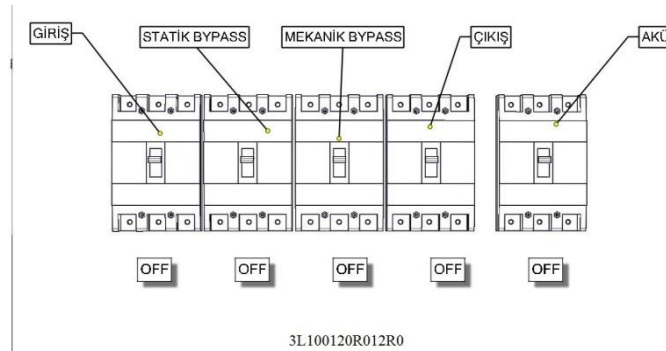 GİRİŞ
STATİK BYPASS
MEKANİK BYPASS
ÇIKIŞ
AKÜ
OFF
OFF
OFF
OFF
OFF
3L100120R012R0